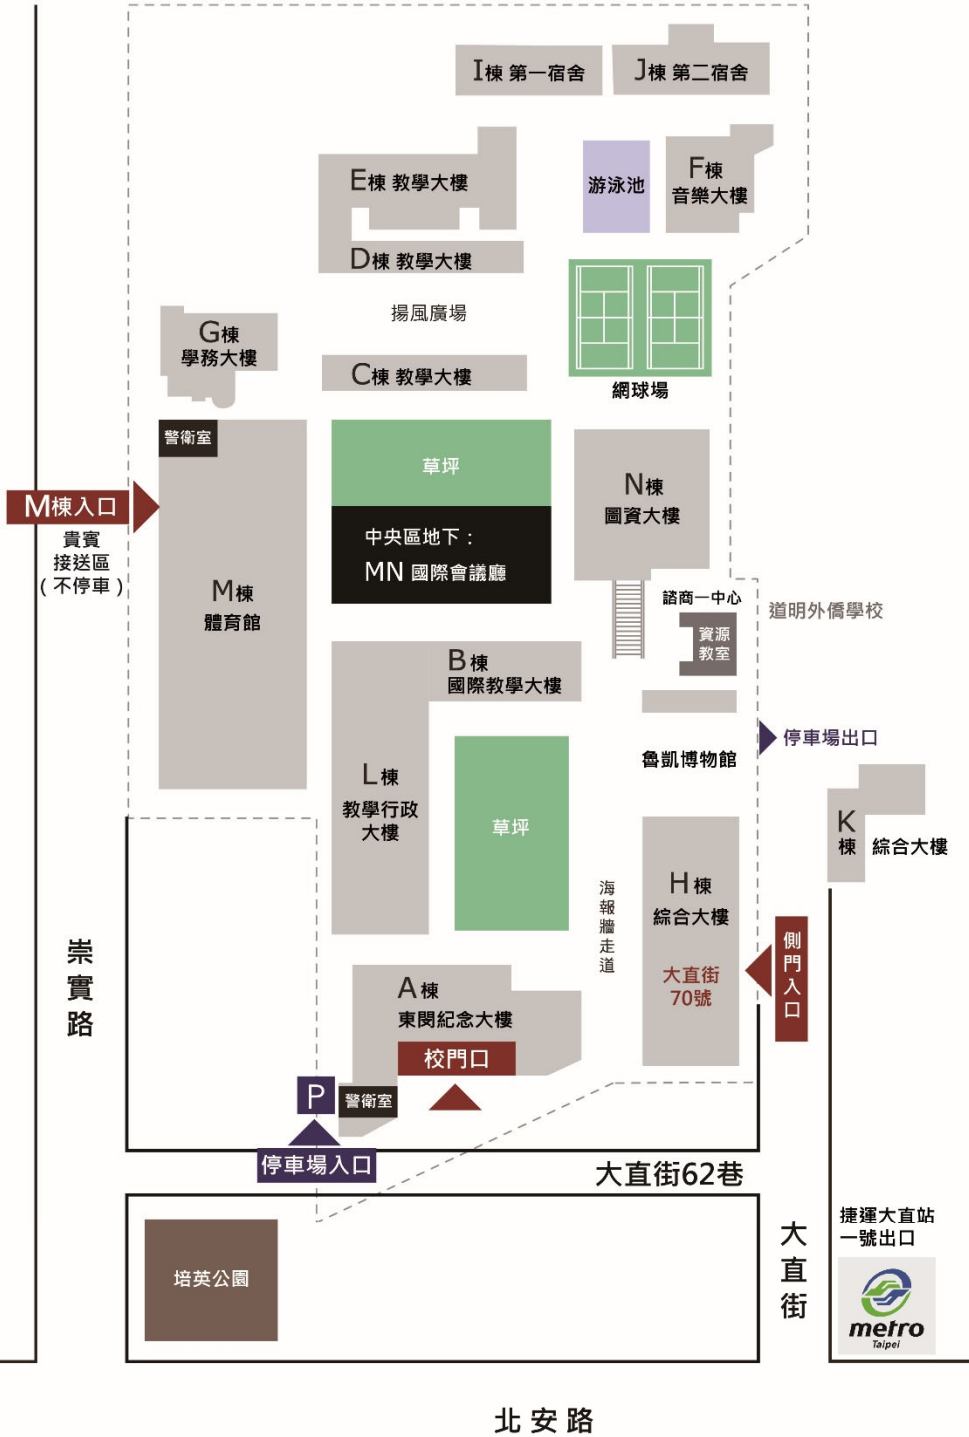 I棟 第一宿舍
J棟 第二宿舍
E棟 教學大樓
游泳池
F棟
音樂大樓
D棟 教學大樓
揚風廣場
G棟
學務大樓
C棟 教學大樓
網球場
警衛室
草坪
N棟
圖資大樓
M棟入口
貴賓
接送區
(不停車)
中央區地下：
MN 國際會議廳
M棟
體育館
諮商一中心
資源
教室
道明外僑學校
B棟
國際教學大樓
停車場出口
魯凱博物館
L棟
教學行政
大樓
草坪
K
棟 綜合大樓
H棟
綜合大樓
大直街
70號
海報牆走道
側門入口
崇實路
A棟
東閔紀念大樓
校門口
P
警衛室
停車場入口
大直街62巷
培英公園
大直街
捷運大直站
一號出口
metro
Taipei
北安路